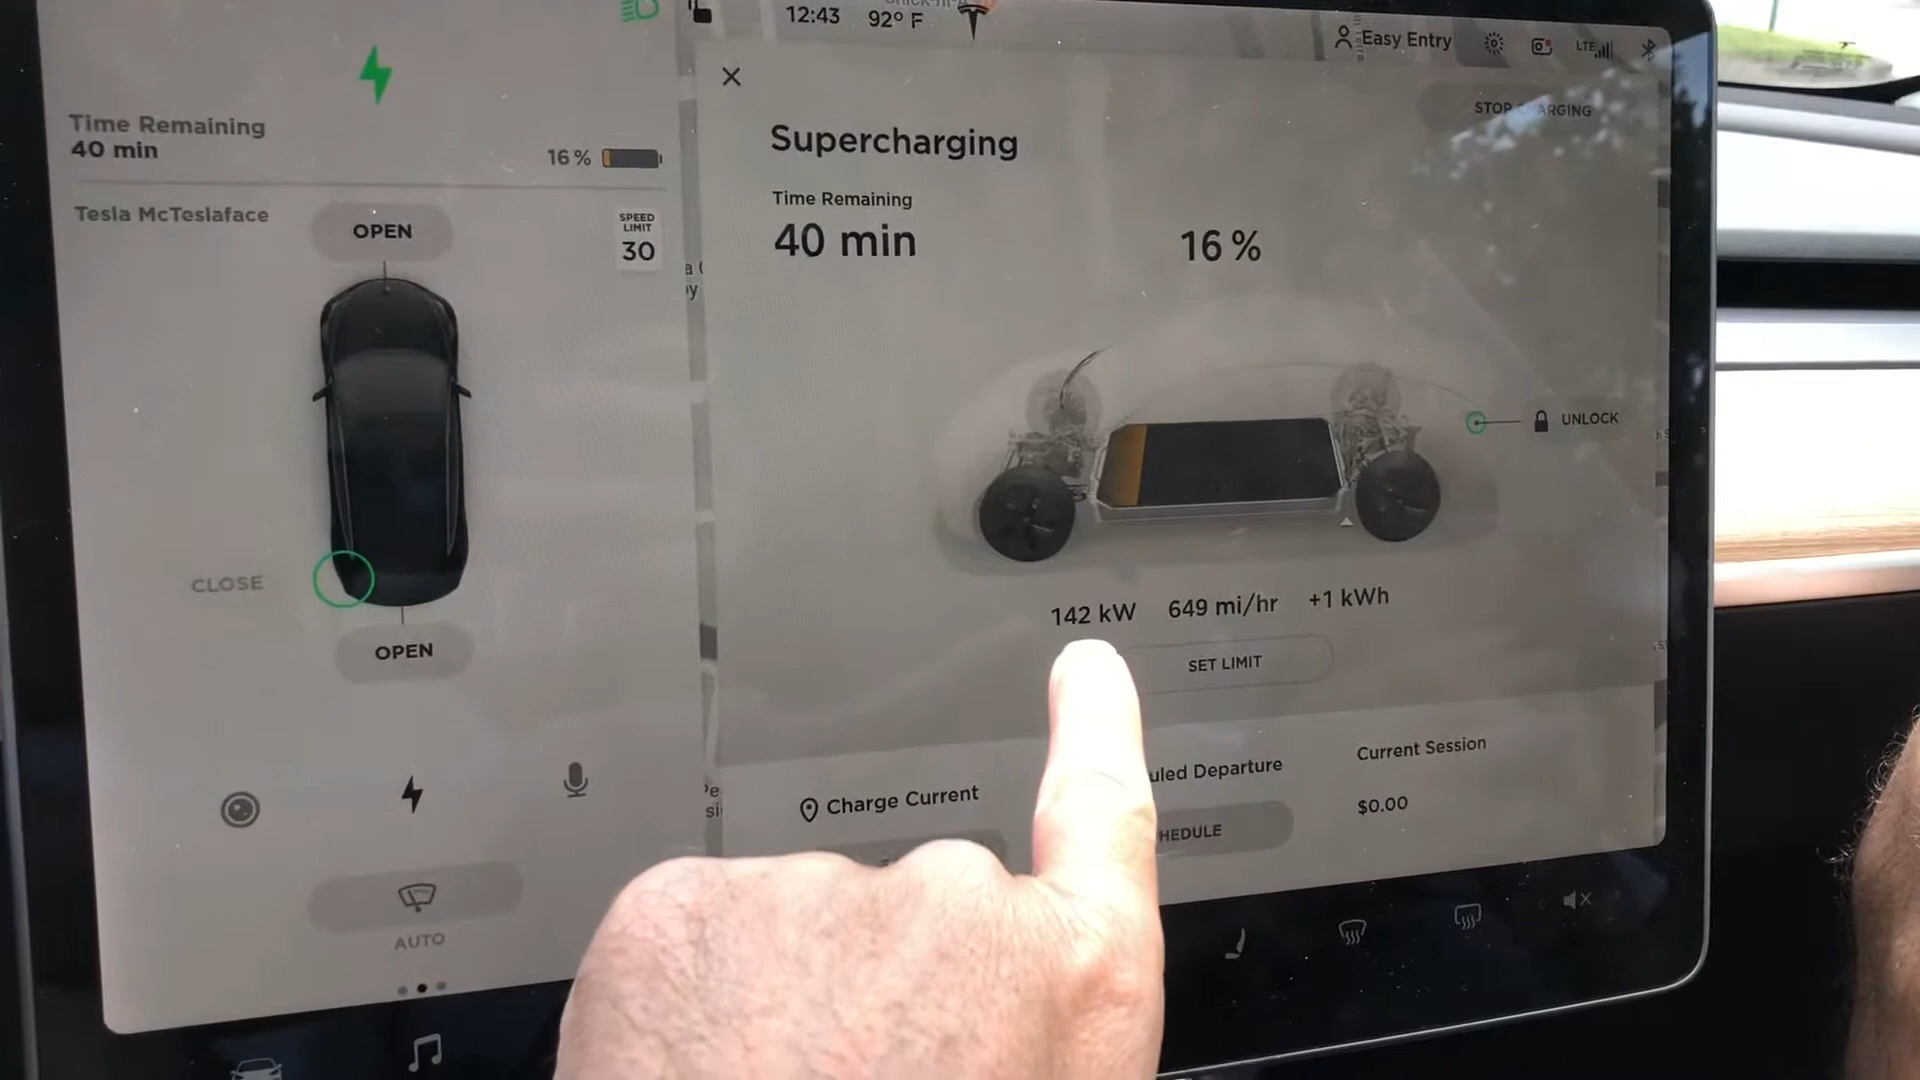 12:43 92° F
Easy Entry
LTE
Time Remaining
40 min
16 %
Tesla McTeslaface
OPEN
SPEED
LIMIT
30
CLOSE
OPEN
AUTO
STOP CHARGING
Supercharging
Time Remaining
40 min
16 %
UNLOCK
142 kW 649 mi/hr +1 kWh
SET LIMIT
Charge Current
uled Departure
HEDULE
Current Session
$0.00